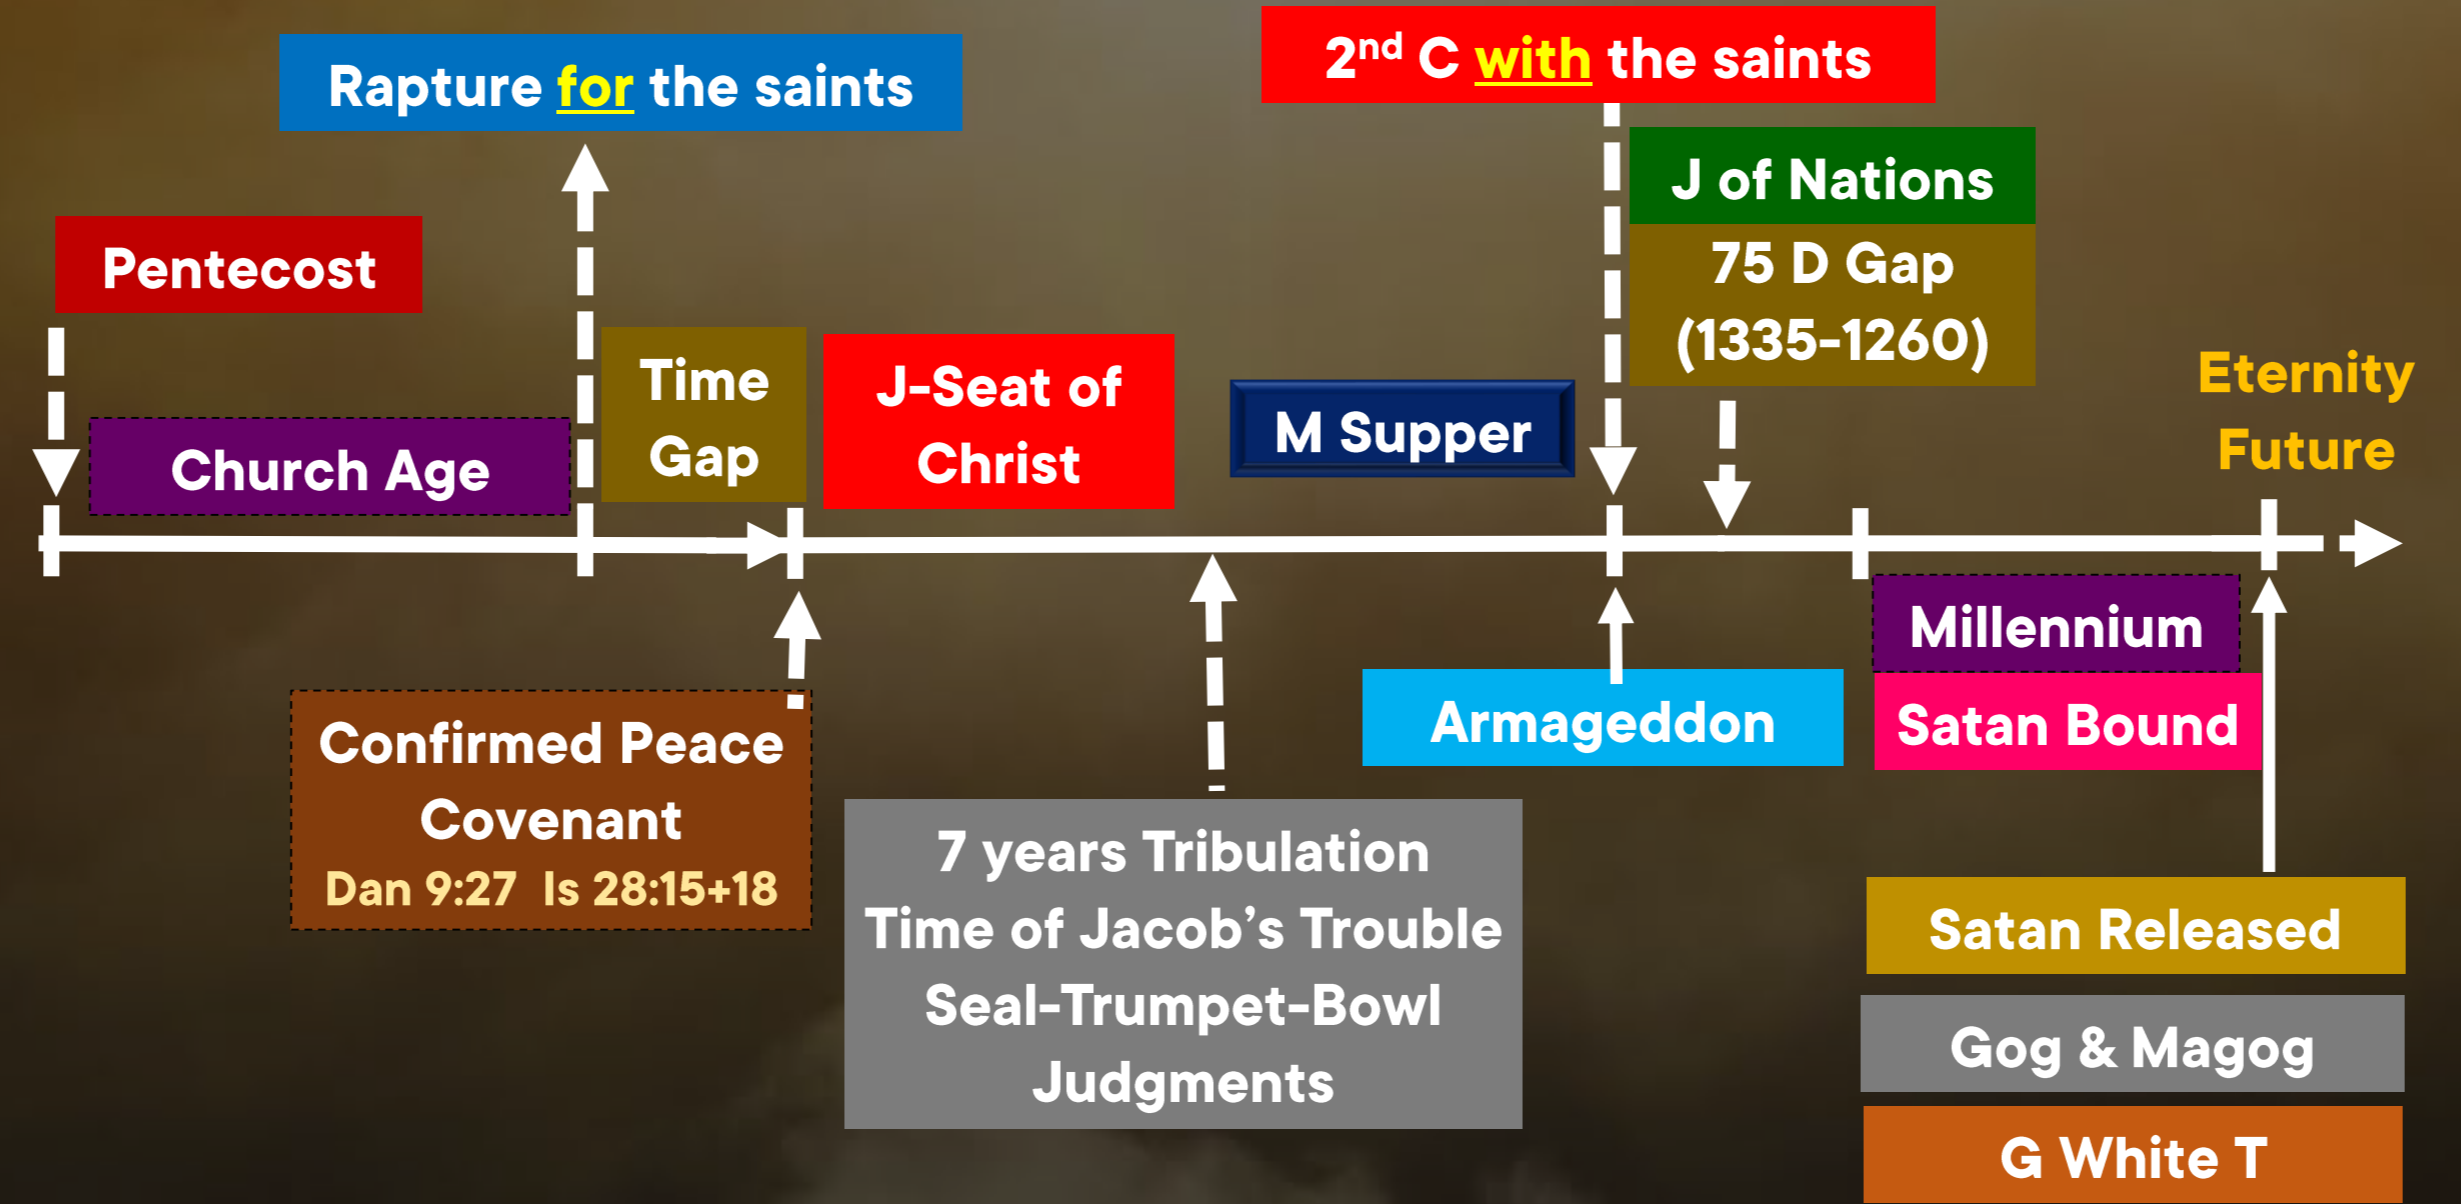 Rapture for the saints
2nd C with the saints
J of Nations
75 D Gap
(1335-1260)
Pentecost
Church Age
Time
Gap
J-Seat of
Christ
M Supper
Eternity
Future
Confirmed Peace
Covenant
Dan 9:27 Is 28:15+18
7 years Tribulation
Time of Jacob’s Trouble
Seal-Trumpet-Bowl
Judgments
Armageddon
Millennium
Satan Bound
Satan Released
Gog & Magog
G White T